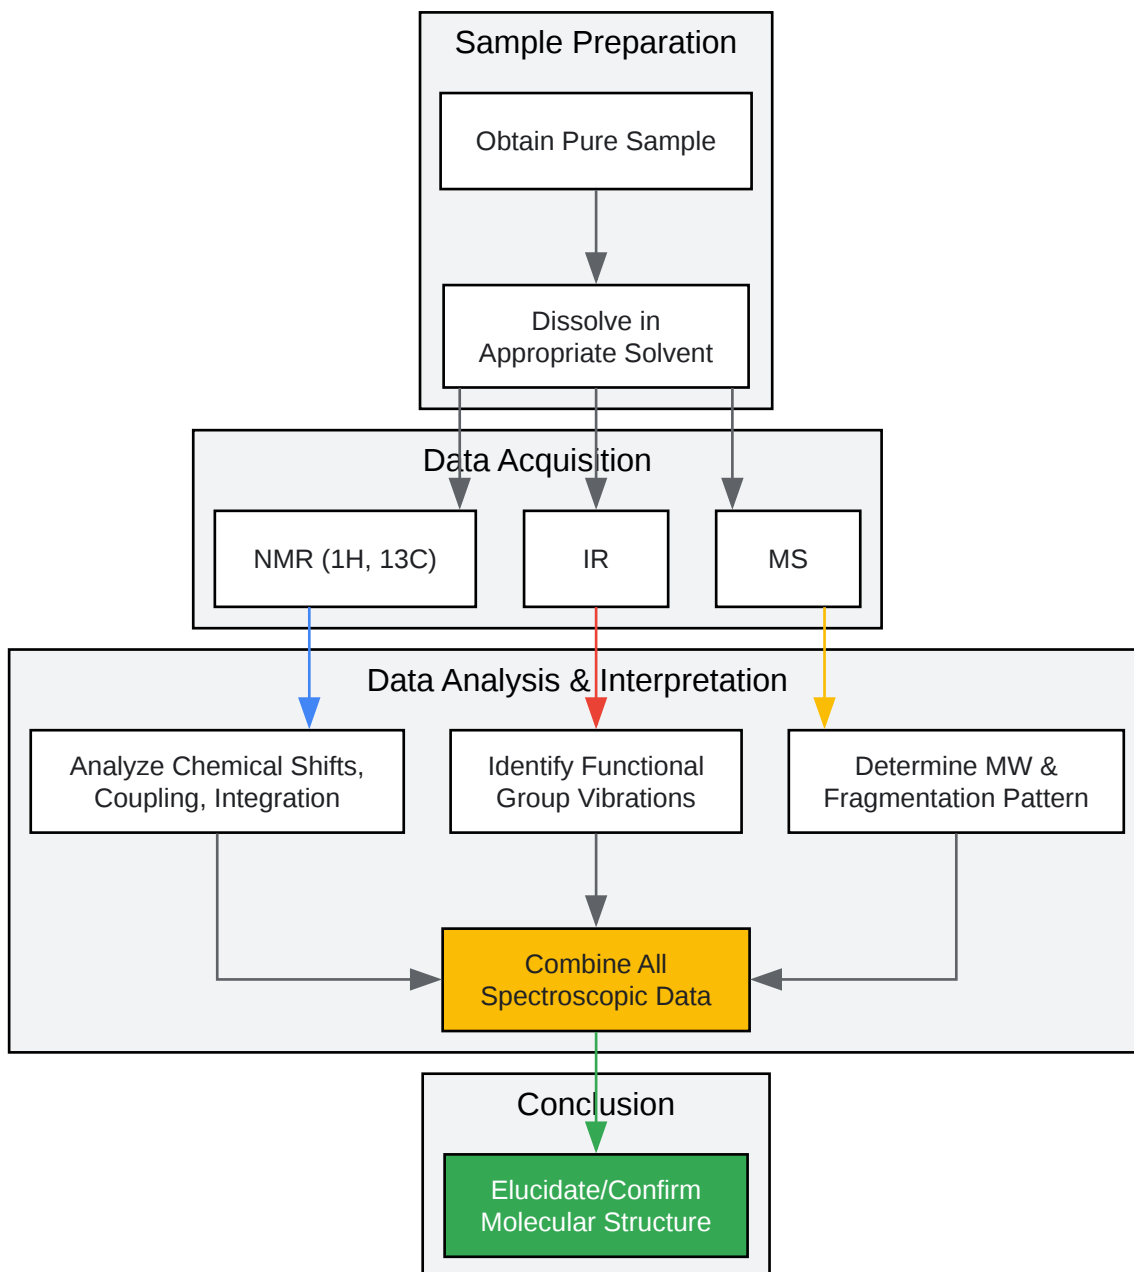 Sample Preparation
Obtain Pure Sample
Dissolve in
Appropriate Solvent
Data Acquisition
NMR (1H, 13C)
IR
MS
Data Analysis & Interpretation
Analyze Chemical Shifts,
Coupling, Integration
Identify Functional
Group Vibrations
Determine MW &
Fragmentation Pattern
Combine All
Spectroscopic Data
Conclusion
Elucidate/Confirm
Molecular Structure